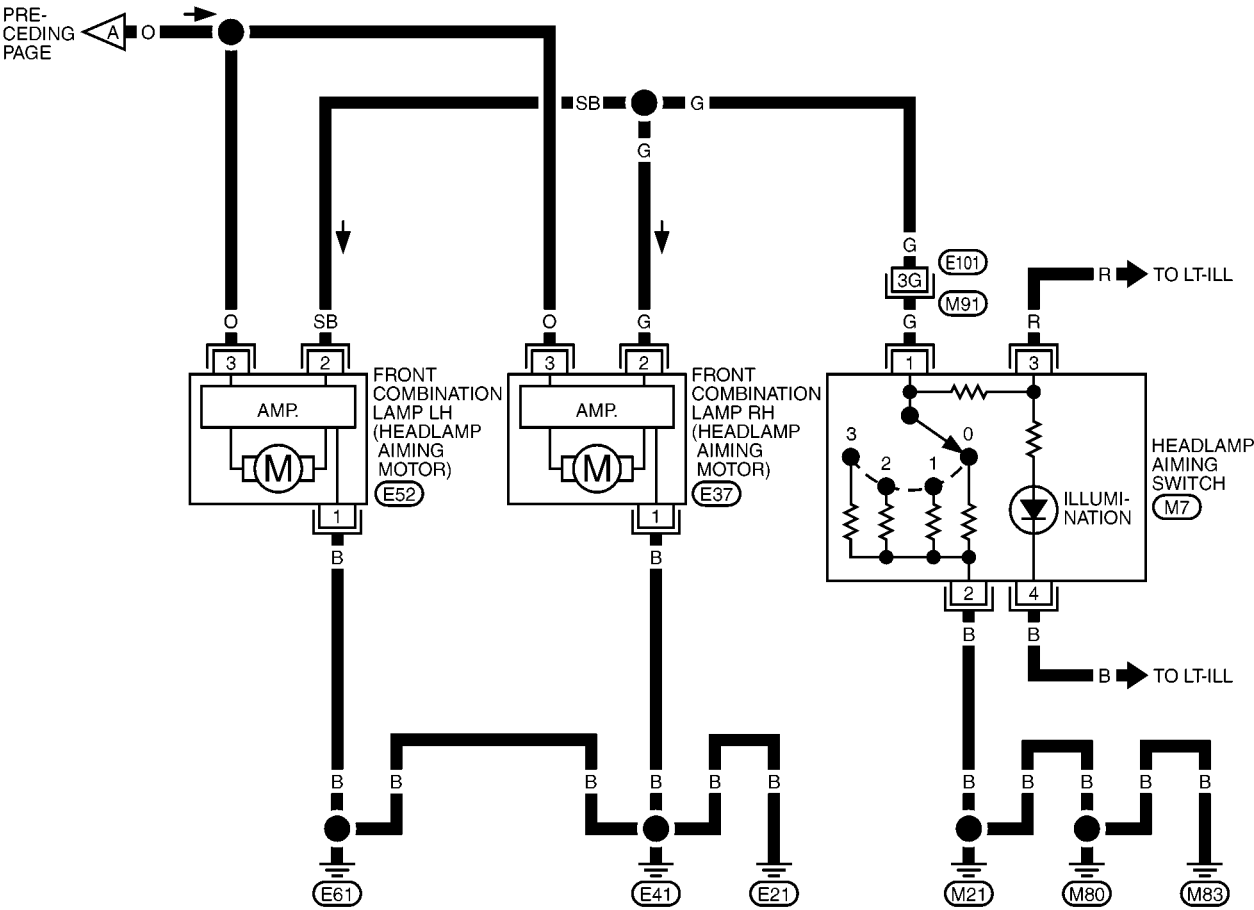 PRE-
CEDING
PAGE
A
O
SB
G
G
G
E101
3G
M91
R
TO LT-ILL
O
SB
O
G
G
R
3
2
3
2
1
3
FRONT
COMBINATION
LAMP LH
(HEADLAMP
AIMING
MOTOR)
E52
AMP.
M
1
FRONT
COMBINATION
LAMP RH
(HEADLAMP
AIMING
MOTOR)
E37
AMP.
M
1
3
2
1
0
ILLUMI-
NATION
HEADLAMP
AIMING
SWITCH
M7
2
4
B
B
B
B
B
TO LT-ILL
B
B
B
B
B
B
B
B
B
B
B
E61
E41
E21
M21
M80
M83